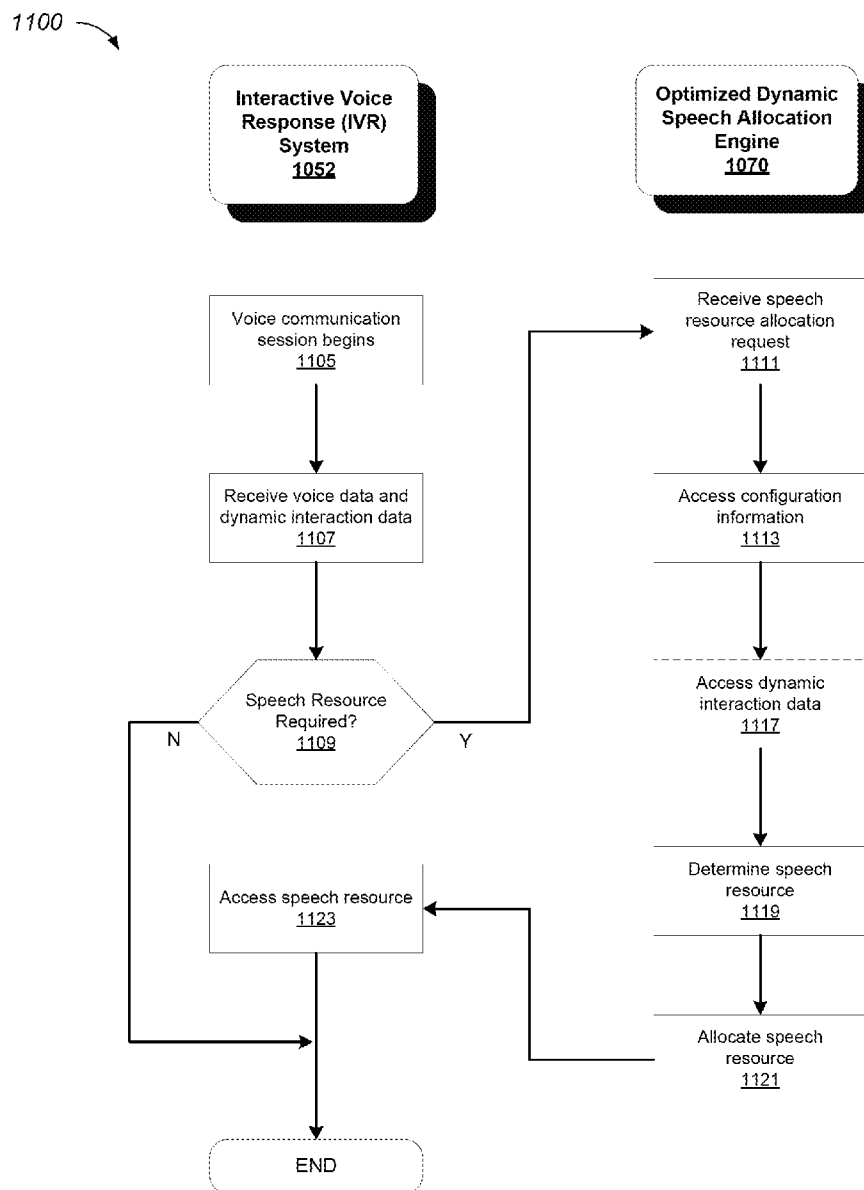 1100
Interactive Voice
Response (IVR)
System
1052
Optimized Dynamic
Speech Allocation
Engine
1070
Voice communication
session begins
1105
Receive voice data and
dynamic interaction data
1107
Speech Resource
Required?
1109
N
Y
Receive speech
resource allocation
request
1111
Access configuration
information
1113
Access dynamic
interaction data
1117
Determine speech
resource
1119
Allocate speech
resource
1121
Access speech resource
1123
END